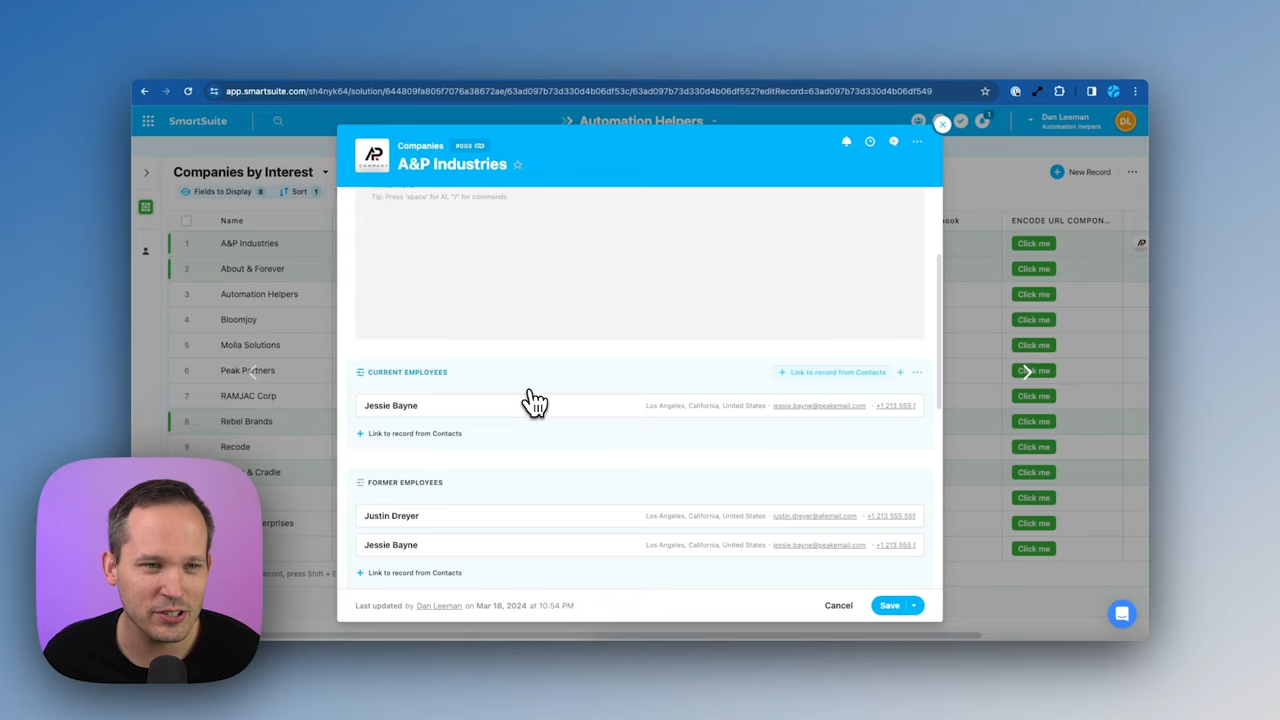 app.smartsuite.com/sh4nyk64/solution/644809fa805f7076a38672ae/63ad097b73d330d4b06df53c/63ad097b73d330d4b06df552?editRecord=63ad097b73d330d4b06df549
SmartSuite
Automation Helpers
1
Dan Leeman
Automation Helpers
DL
Companies by Interest
New Record
Fields to Display 8
Sort 1
Name
ENCODE URL COMPON...
1 A&P Industries
Click me
2 About & Forever
Click me
3 Automation Helpers
Click me
4 Bloomjoy
Click me
5 Molla Solutions
Click me
6 Peak Partners
Click me
7 RAMJAC Corp
Click me
8 Rebel Brands
Click me
9 Recode
Click me
& Cradle
Click me
Click me
erprises
Click me
Click me
record, press Shift + E
AP
COMPANY
Companies
#003
A&P Industries
Tip: Press 'space' for AI, "/" for commands
CURRENT EMPLOYEES
+ Link to record from Contacts
Jessie Bayne
Los Angeles, California, United States · jessie.bayne@peakemail.com · +1 213 555
+ Link to record from Contacts
FORMER EMPLOYEES
Justin Dreyer
Los Angeles, California, United States · justin.dreyer@afemail.com · +1 213 555
Jessie Bayne
Los Angeles, California, United States · jessie.bayne@peakemail.com · +1 213 555
+ Link to record from Contacts
Last updated by Dan Leeman on Mar 18, 2024 at 10:54 PM
Cancel
Save